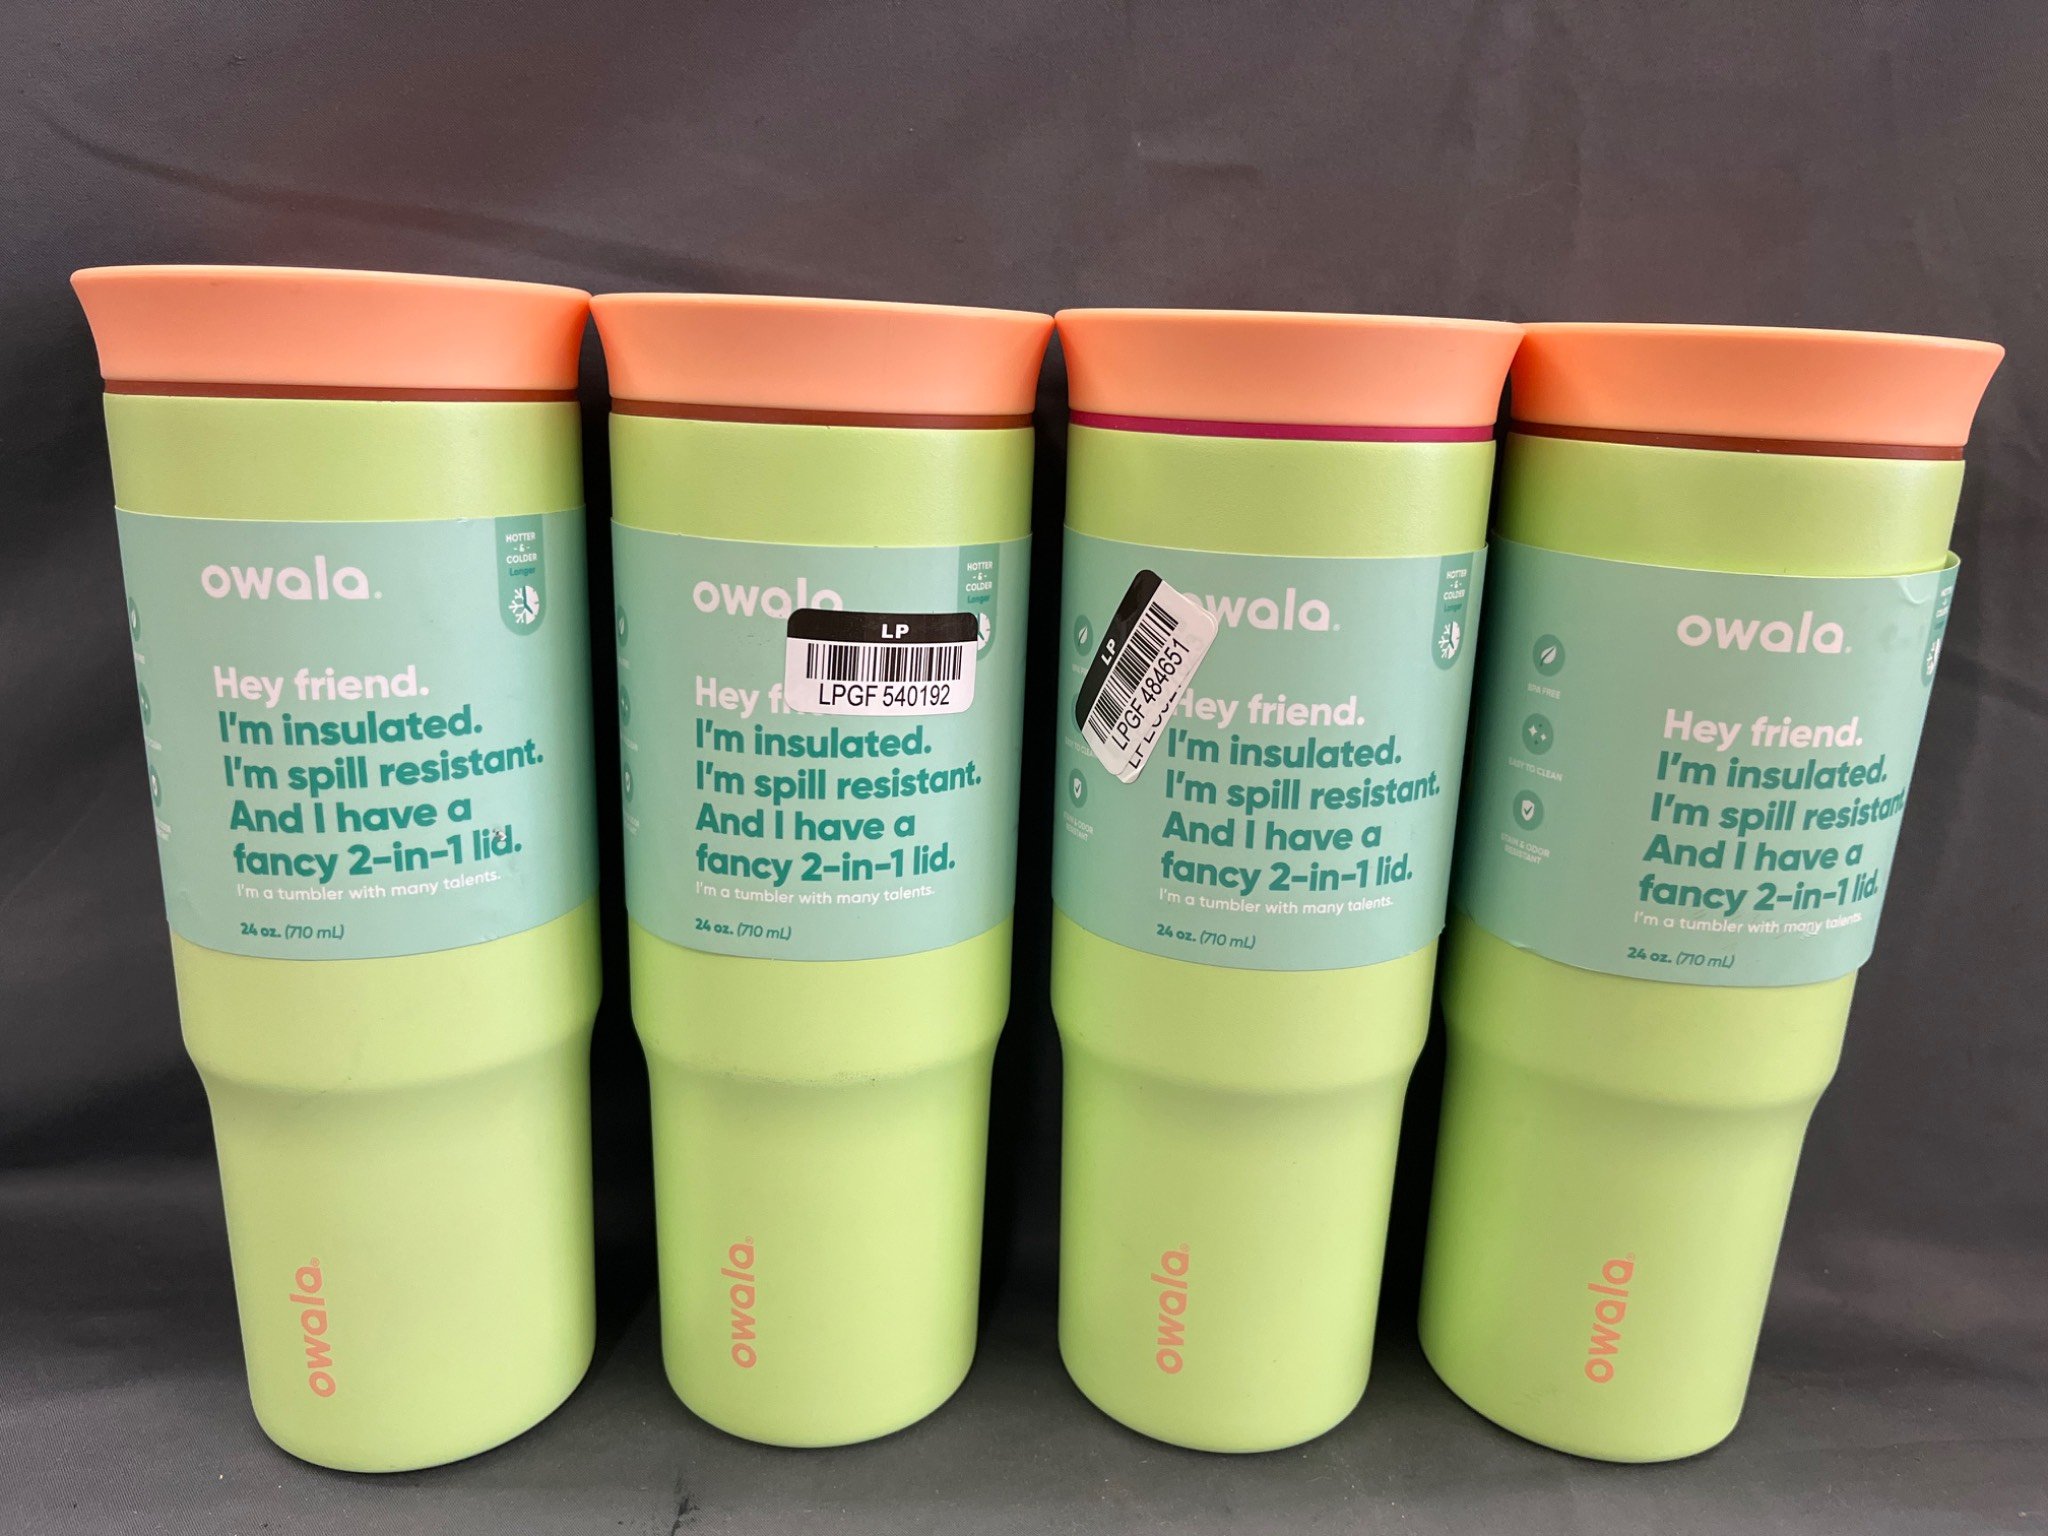 owala.
HOTTER
- & -
COLDER
Longer
Hey friend.
I'm insulated.
I'm spill resistant.
And I have a
fancy 2-in-1 lid.
I'm a tumbler with many talents.
24 oz. (710 mL)
owala®
owala
HOTTER
- & -
COLDER
Longer
LP
LPGF 540192
Hey
I'm insulated.
I'm spill resistant.
And I have a
fancy 2-in-1 lid.
I'm a tumbler with many talents.
24 oz. (710 mL)
owala®
owala.
HOTTER
- & -
COLDER
Longer
LP
LPGF 484651
Hey friend.
I'm insulated.
I'm spill resistant.
And I have a
fancy 2-in-1 lid.
I'm a tumbler with many talents.
24 oz. (710 mL)
owala®
owala.
BPA FREE
EASY TO CLEAN
STAIN & ODOR
RESISTANT
Hey friend.
I'm insulated.
I'm spill resistant
And I have a
fancy 2-in-1 lid.
I'm a tumbler with many talents.
24 oz. (710 mL)
owala®